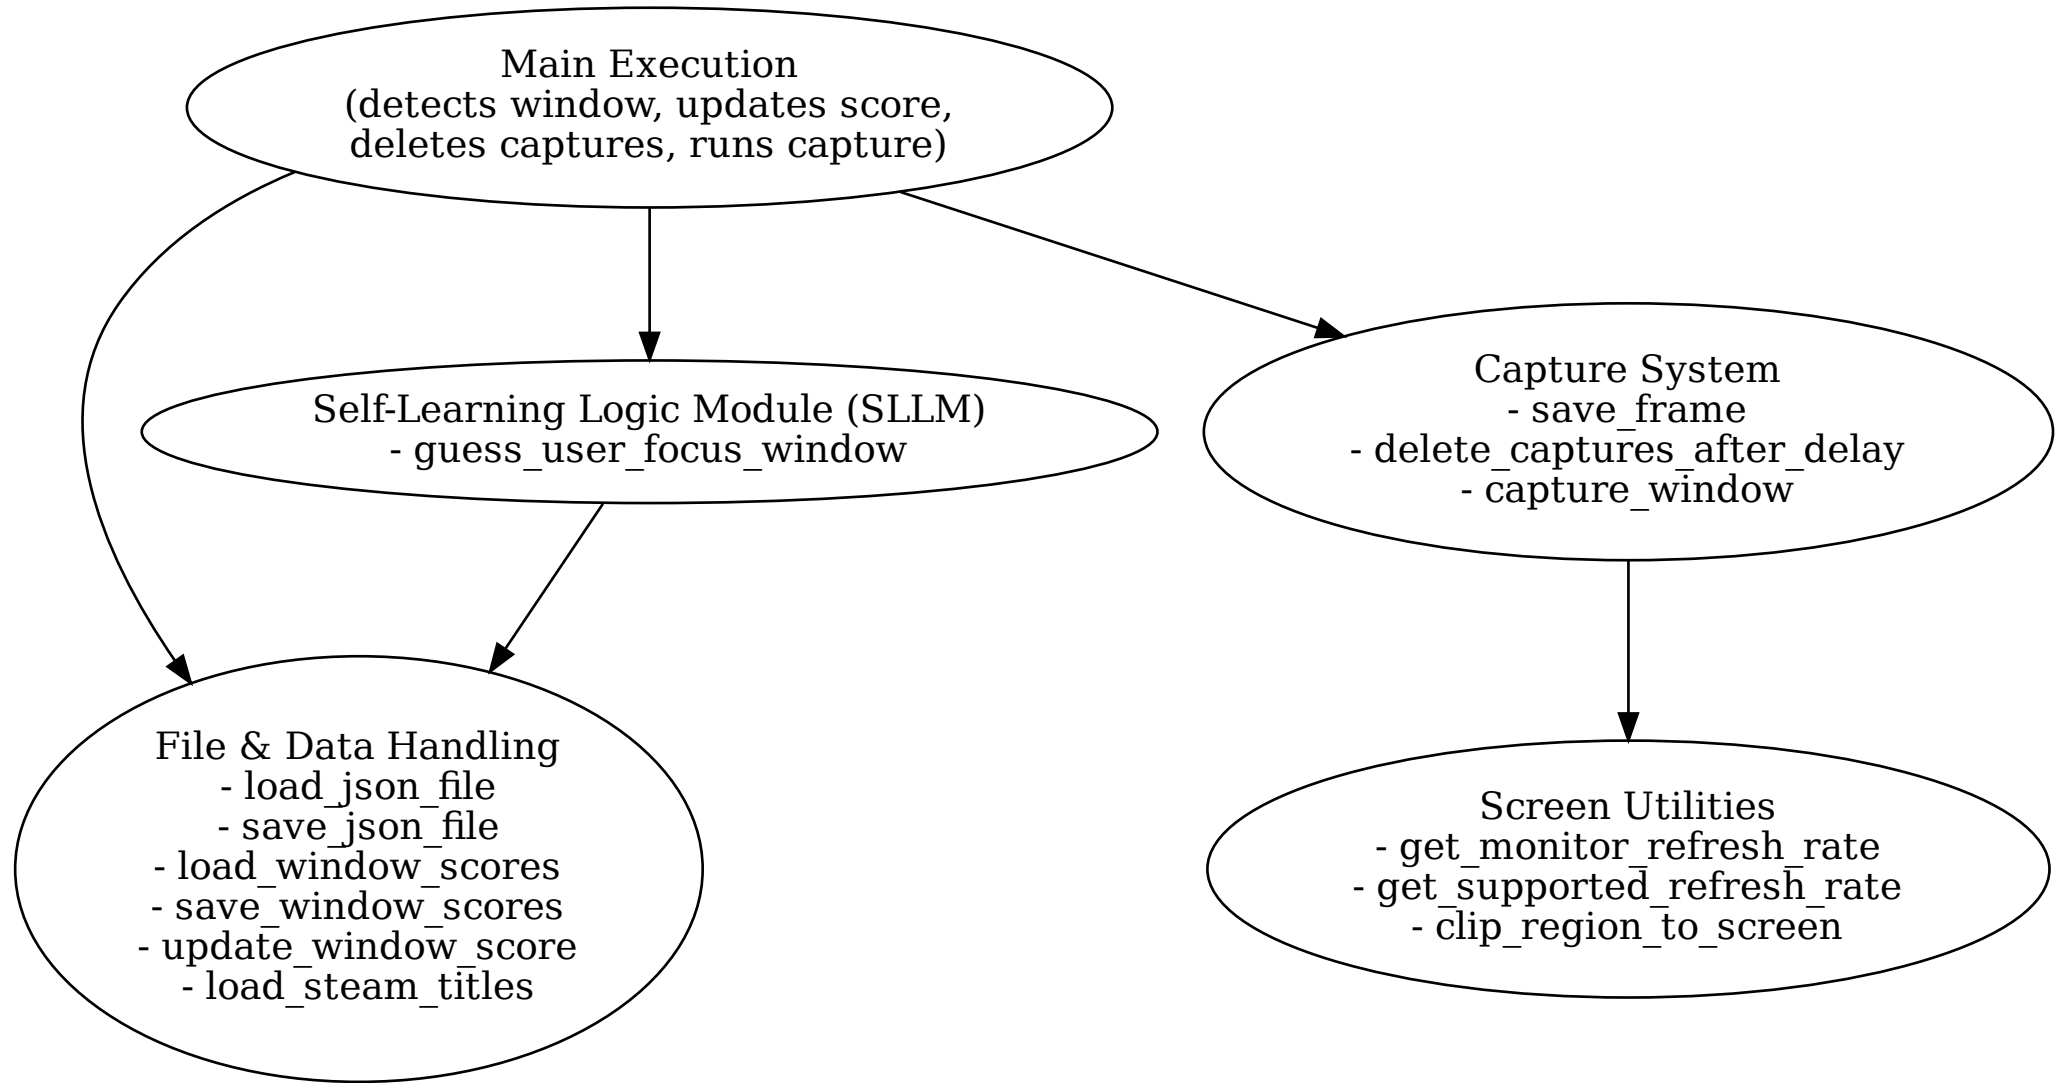 Main Execution
(detects window, updates score,
deletes captures, runs capture)
Self-Learning Logic Module (SLLM)
- guess_user_focus_window
Capture System
- save_frame
- delete_captures_after_delay
- capture_window
File & Data Handling
- load_json_file
- save_json_file
- load_window_scores
- save_window_scores
- update_window_score
- load_steam_titles
Screen Utilities
- get_monitor_refresh_rate
- get_supported_refresh_rate
- clip_region_to_screen